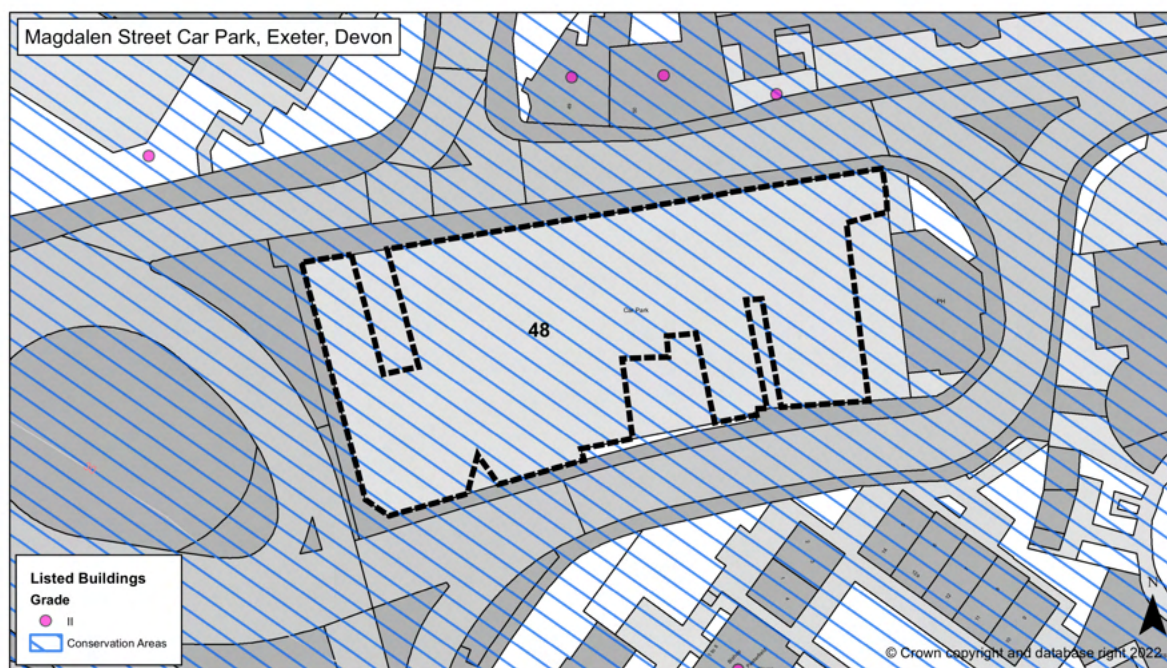 Magdalen Street Car Park, Exeter, Devon
Car Park
48
PH
Listed Buildings
Grade
II
Conservation Areas
N
© Crown copyright and database right 2022